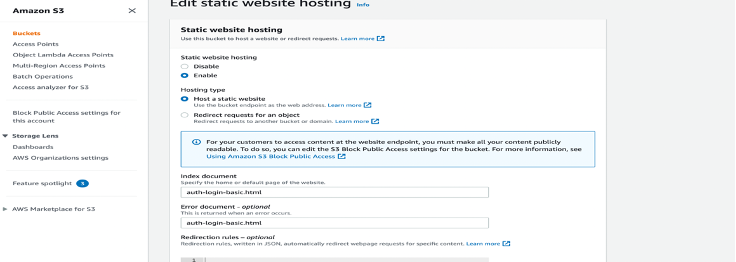 Amazon S3
Buckets
Access Points
Object Lambda Access Points
Multi-Region Access Points
Batch Operations
Access analyzer for S3
Block Public Access settings for
this account
Storage Lens
Dashboards
AWS Organizations settings
Feature spotlight 3
AWS Marketplace for S3
Edit static website hosting Info
Static website hosting
Use this bucket to host a website or redirect requests. Learn more
Static website hosting
Disable
Enable
Hosting type
Host a static website
Use the bucket endpoint as the web address. Learn more
Redirect requests for an object
Redirect requests to another bucket or domain. Learn more
For your customers to access content at the website endpoint, you must make all your content publicly
readable. To do so, you can edit the S3 Block Public Access settings for the bucket. For more information, see
Using Amazon S3 Block Public Access
Index document
Specify the home or default page of the website.
auth-login-basic.html
Error document - optional
This is returned when an error occurs.
auth-login-basic.html
Redirection rules – optional
Redirection rules, written in JSON, automatically redirect webpage requests for specific content. Learn more
1